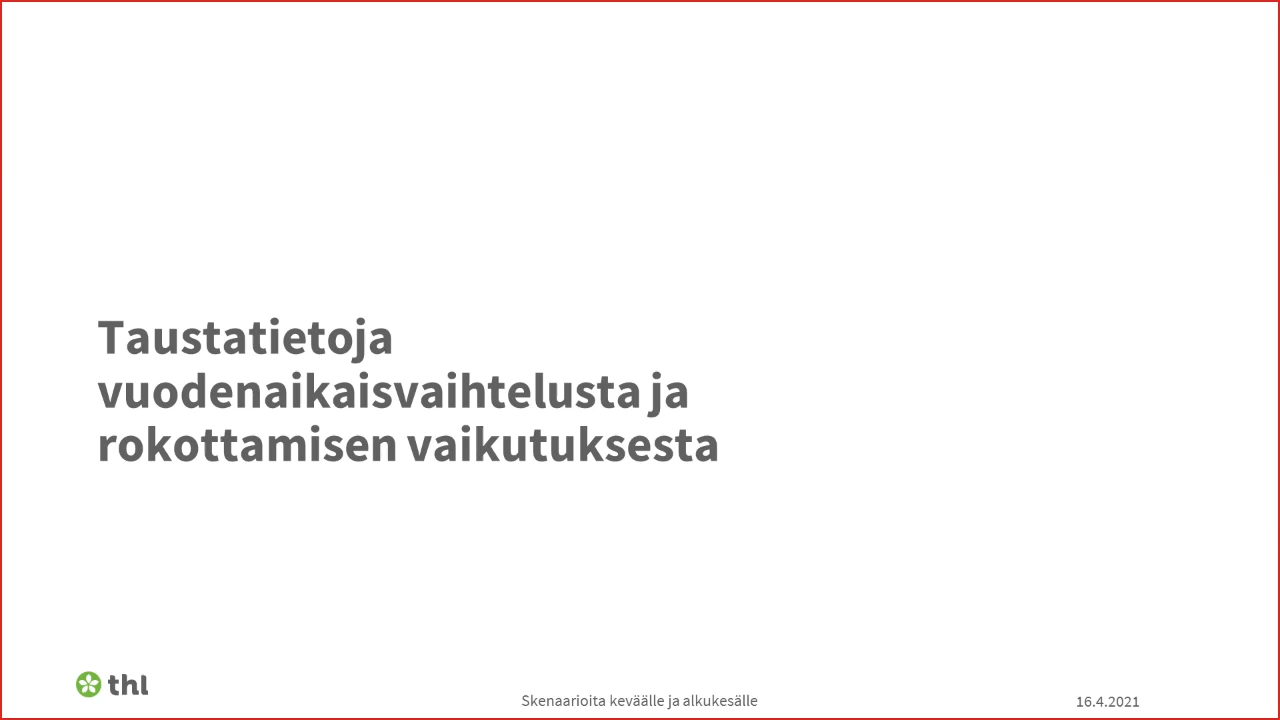 Taustatietoja
vuodenaikaisvaihtelusta ja
rokottamisen vaikutuksesta
thl
Skenaarioita keväälle ja alkukesälle
16.4.2021